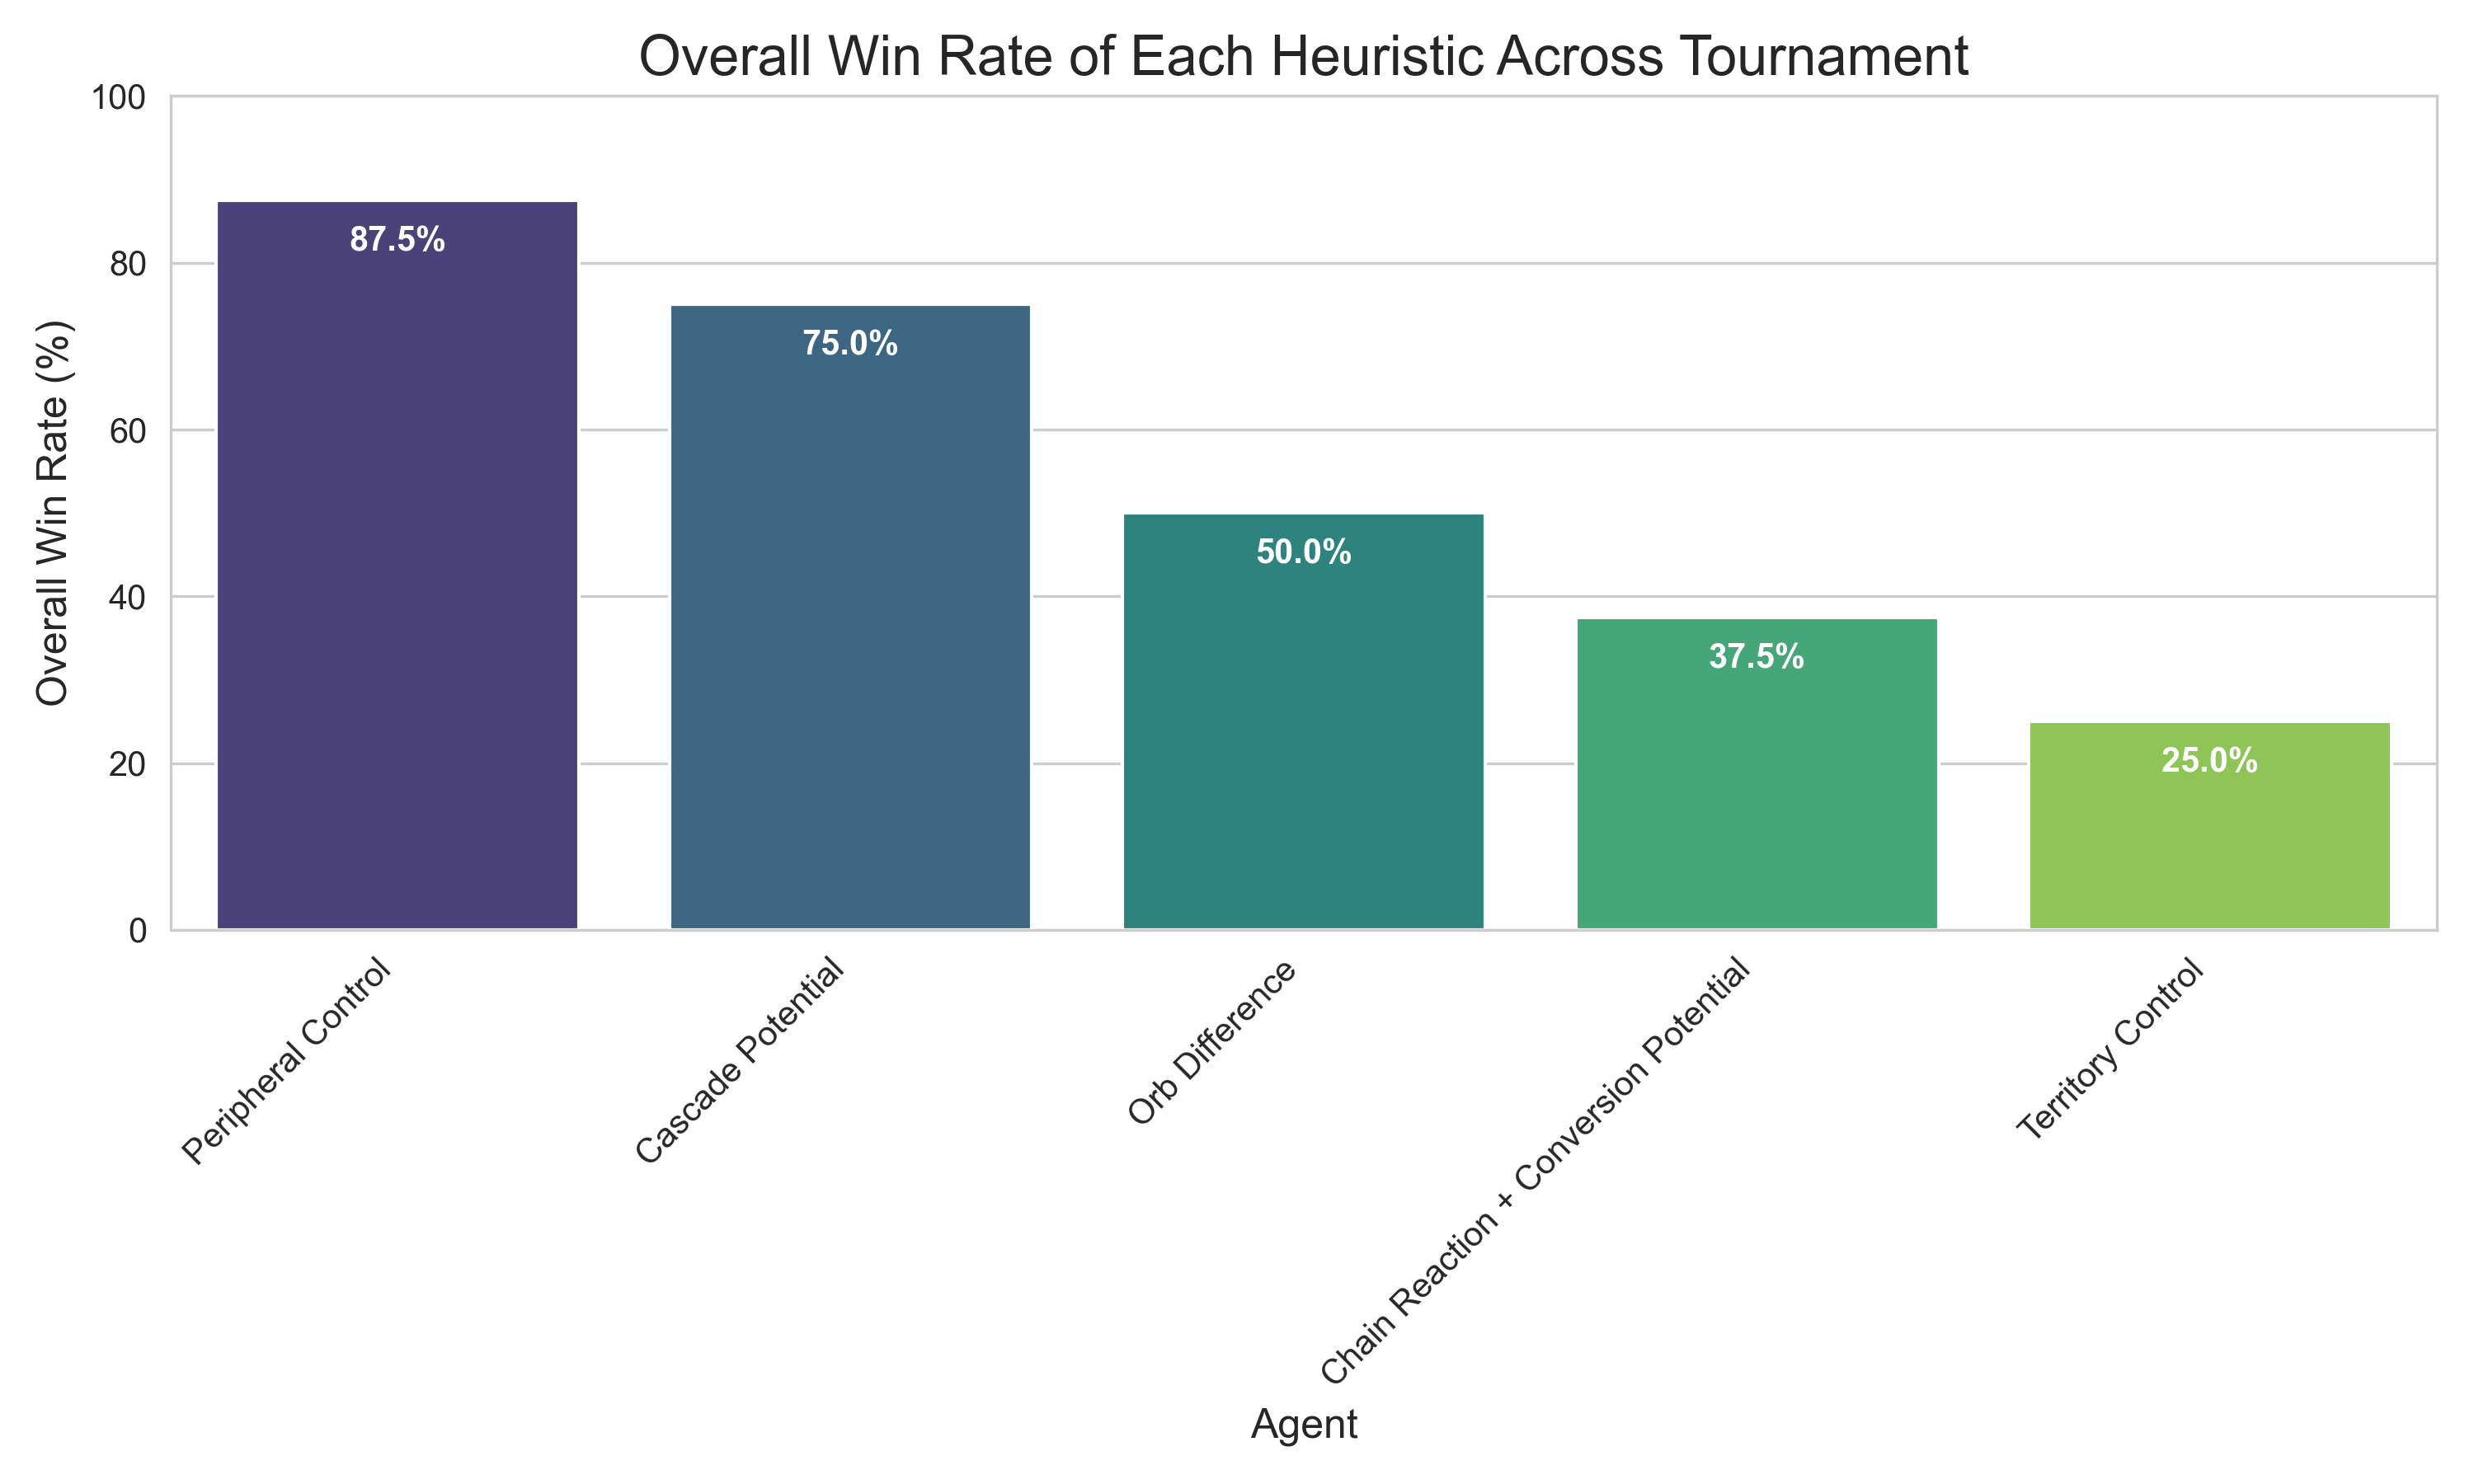 Overall Win Rate of Each Heuristic Across Tournament
Overall Win Rate (%)
100
80
60
40
20
0
87.5%
75.0%
50.0%
37.5%
25.0%
Peripheral Control
Cascade Potential
Orb Difference
Chain Reaction + Conversion Potential
Territory Control
Agent